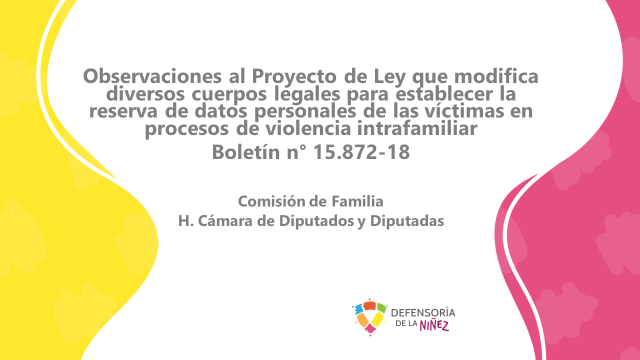 Observaciones al Proyecto de Ley que modifica
diversos cuerpos legales para establecer la
reserva de datos personales de las víctimas en
procesos de violencia intrafamiliar
Boletín n° 15.872-18
Comisión de Familia
H. Cámara de Diputados y Diputadas
DEFENSORÍA
DE LA NIÑEZ